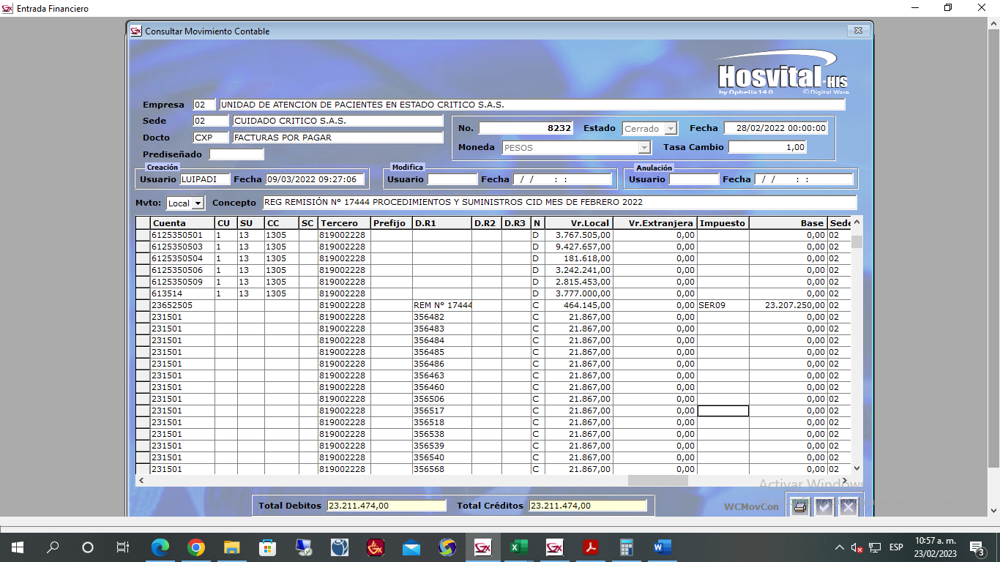 Entrada Financiero
Consultar Movimiento Contable
Hosvital-HIS
by Ophelia 14.0 © Digital Ware
Empresa 02 UNIDAD DE ATENCION DE PACIENTES EN ESTADO CRITICO S.A.S.
Sede 02 CUIDADO CRITICO S.A.S.
No. 8232 Estado Cerrado Fecha 28/02/2022 00:00:00
Docto CXP FACTURAS POR PAGAR
Moneda PESOS Tasa Cambio 1,00
Prediseñado
Creación Modifica Anulación
Usuario LUIPADI Fecha 09/03/2022 09:27:06 Usuario Fecha / / : : Usuario Fecha / / : :
Mvto: Local Concepto REG REMISIÓN Nº 17444 PROCEDIMIENTOS Y SUMINISTROS CID MES DE FEBRERO 2022
Cuenta CU SU CC SC Tercero Prefijo D.R1 D.R2 D.R3 N Vr.Local Vr.Extranjera Impuesto Base Sede
6125350501 1 13 1305 819002228 D 3.767.505,00 0,00 0,00 02
6125350503 1 13 1305 819002228 D 9.427.657,00 0,00 0,00 02
6125350504 1 13 1305 819002228 D 181.618,00 0,00 0,00 02
6125350506 1 13 1305 819002228 D 3.242.241,00 0,00 0,00 02
6125350509 1 13 1305 819002228 D 2.815.453,00 0,00 0,00 02
613514 1 13 1305 819002228 D 3.777.000,00 0,00 0,00 02
23652505 819002228 REM Nº 17444 C 464.145,00 0,00 SER09 23.207.250,00 02
231501 819002228 356482 C 21.867,00 0,00 0,00 02
231501 819002228 356483 C 21.867,00 0,00 0,00 02
231501 819002228 356484 C 21.867,00 0,00 0,00 02
231501 819002228 356485 C 21.867,00 0,00 0,00 02
231501 819002228 356486 C 21.867,00 0,00 0,00 02
231501 819002228 356463 C 21.867,00 0,00 0,00 02
231501 819002228 356460 C 21.867,00 0,00 0,00 02
231501 819002228 356506 C 21.867,00 0,00 0,00 02
231501 819002228 356517 C 21.867,00 0,00 0,00 02
231501 819002228 356518 C 21.867,00 0,00 0,00 02
231501 819002228 356538 C 21.867,00 0,00 0,00 02
231501 819002228 356539 C 21.867,00 0,00 0,00 02
231501 819002228 356540 C 21.867,00 0,00 0,00 02
231501 819002228 356568 C 21.867,00 0,00 0,00 02
Activar Windows
Total Debitos 23.211.474,00 Total Créditos 23.211.474,00 WCMovCon
ESP 10:57 a. m.
23/02/2023 3